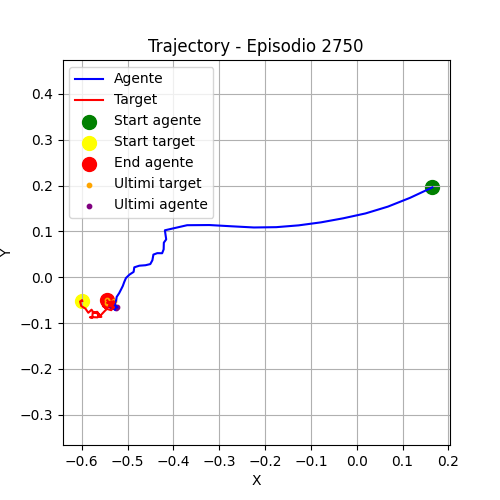 Trajectory - Episodio 2750
Agente
Target
Start agente
Start target
End agente
Ultimi target
Ultimi agente
Y
0.4
0.3
0.2
0.1
0.0
−0.1
−0.2
−0.3
−0.6 −0.5 −0.4 −0.3 −0.2 −0.1 0.0 0.1 0.2
X